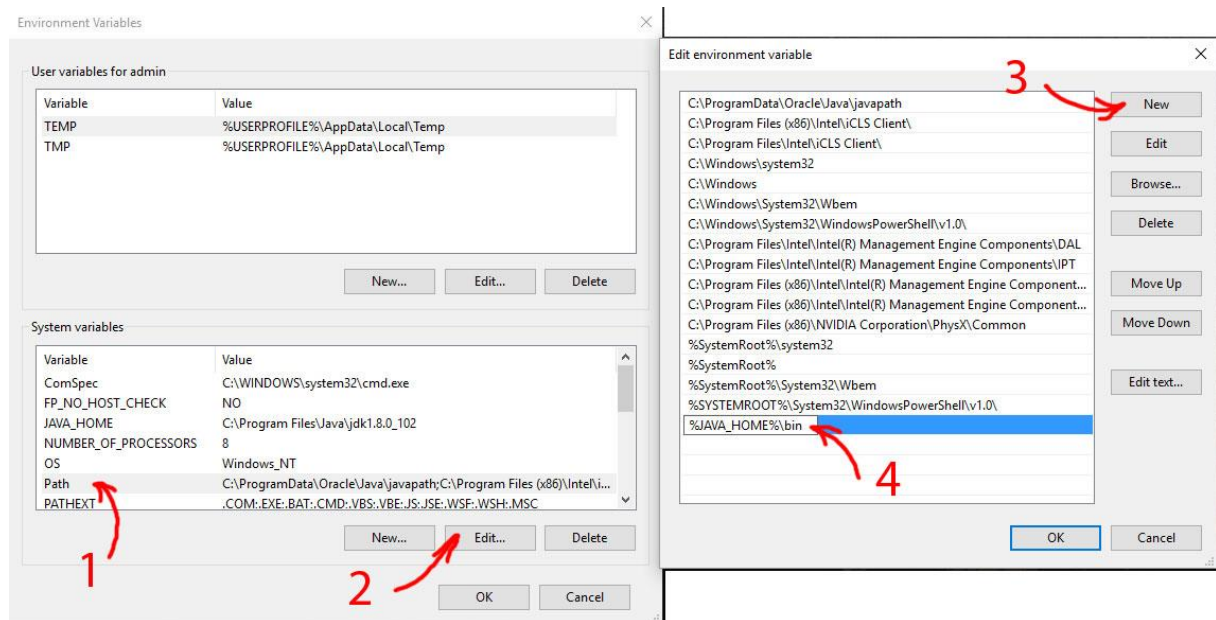 Environment Variables
User variables for admin
Variable Value
TEMP %USERPROFILE%\AppData\Local\Temp
TMP %USERPROFILE%\AppData\Local\Temp
New... Edit... Delete
System variables
Variable Value
ComSpec C:\WINDOWS\system32\cmd.exe
FP_NO_HOST_CHECK NO
JAVA_HOME C:\Program Files\Java\jdk1.8.0_102
NUMBER_OF_PROCESSORS 8
OS Windows_NT
Path C:\ProgramData\Oracle\Java\javapath;C:\Program Files (x86)\Intel\i...
PATHEXT .COM;.EXE;.BAT;.CMD;.VBS;.VBE;.JS;.JSE;.WSF;.WSH;.MSC
1
New... Edit... Delete
2
OK Cancel
Edit environment variable
3
C:\ProgramData\Oracle\Java\javapath
C:\Program Files (x86)\Intel\iCLS Client\
C:\Program Files\Intel\iCLS Client\
C:\Windows\system32
C:\Windows
C:\Windows\System32\Wbem
C:\Windows\System32\WindowsPowerShell\v1.0\
C:\Program Files\Intel\Intel(R) Management Engine Components\DAL
C:\Program Files\Intel\Intel(R) Management Engine Components\IPT
C:\Program Files (x86)\Intel\Intel(R) Management Engine Component...
C:\Program Files (x86)\Intel\Intel(R) Management Engine Component...
C:\Program Files (x86)\NVIDIA Corporation\PhysX\Common
%SystemRoot%\system32
%SystemRoot%
%SystemRoot%\System32\Wbem
%SYSTEMROOT%\System32\WindowsPowerShell\v1.0\
%JAVA_HOME%\bin
4
New
Edit
Browse...
Delete
Move Up
Move Down
Edit text...
OK Cancel